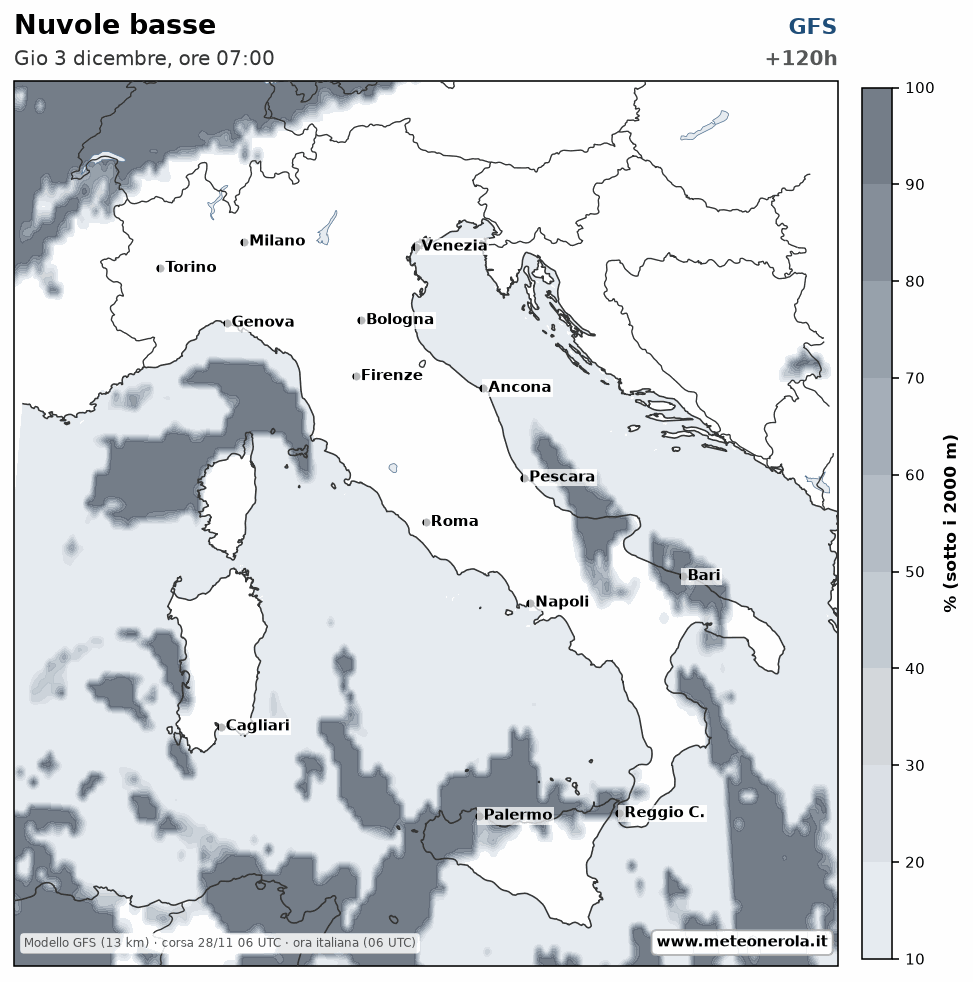 Nuvole basse
GFS
Gio 3 dicembre, ore 07:00
+120h
Milano
Venezia
Torino
Genova
Bologna
Firenze
Ancona
Pescara
Roma
Bari
Napoli
Cagliari
Palermo
Reggio C.
100
90
80
70
60
50
40
30
20
10
% (sotto i 2000 m)
Modello GFS (13 km) · corsa 28/11 06 UTC · ora italiana (06 UTC)
www.meteonerola.it